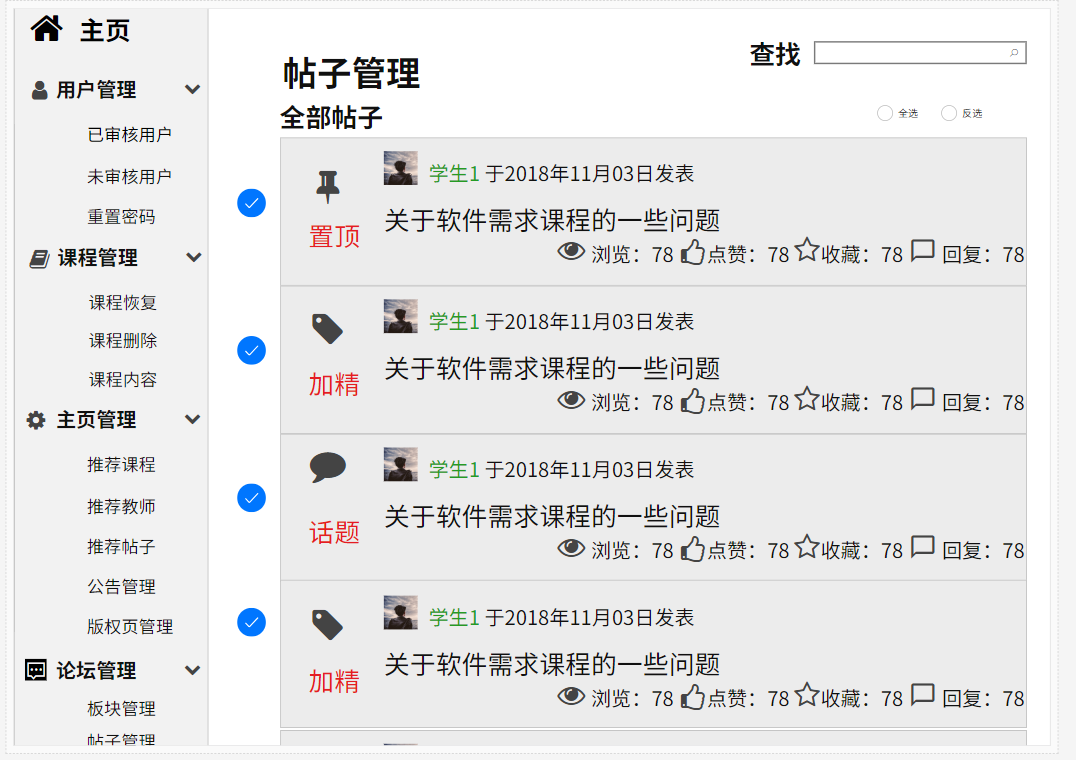 主页
用户管理
已审核用户
未审核用户
重置密码
课程管理
课程恢复
课程删除
课程内容
主页管理
推荐课程
推荐教师
推荐帖子
公告管理
版权页管理
论坛管理
板块管理
帖子管理
查找
帖子管理
全部帖子
全选 反选
学生1 于2018年11月03日发表
置顶
关于软件需求课程的一些问题
浏览：78 点赞：78 收藏：78 回复：78
学生1 于2018年11月03日发表
加精
关于软件需求课程的一些问题
浏览：78 点赞：78 收藏：78 回复：78
学生1 于2018年11月03日发表
话题
关于软件需求课程的一些问题
浏览：78 点赞：78 收藏：78 回复：78
学生1 于2018年11月03日发表
加精
关于软件需求课程的一些问题
浏览：78 点赞：78 收藏：78 回复：78